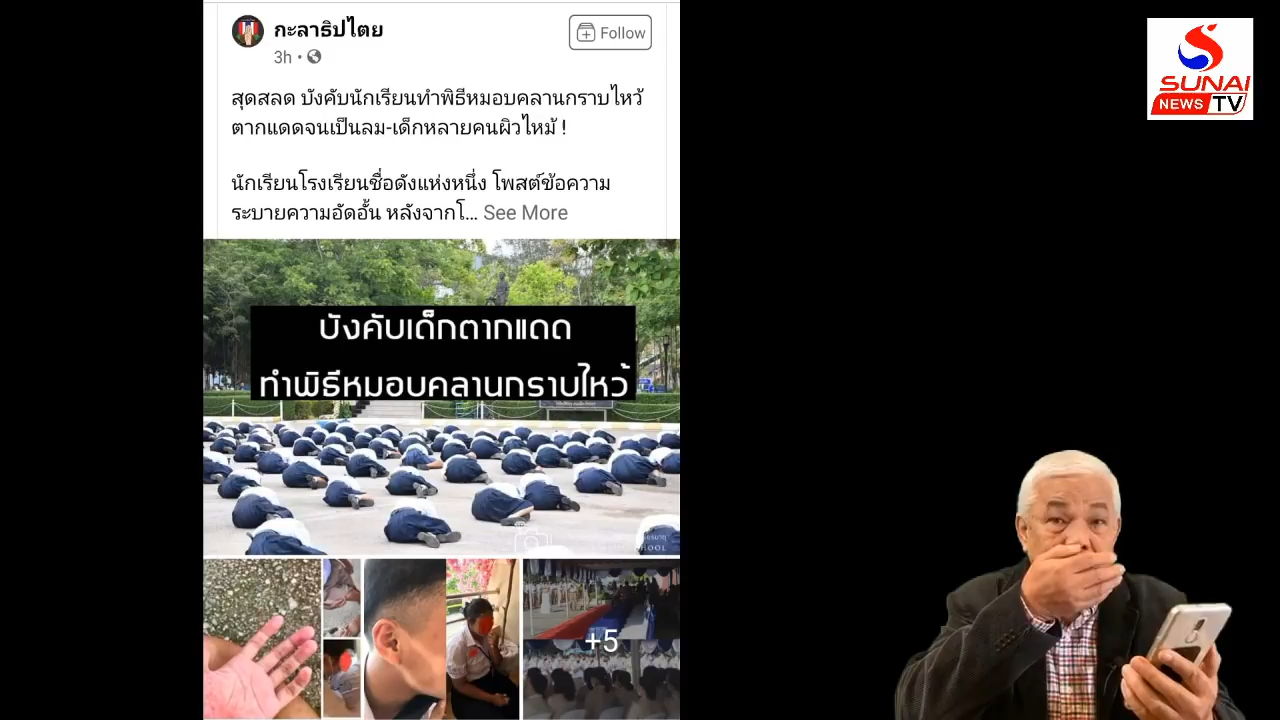 กะลาธิปไตย
Follow
3h •
สุดสลด บังคับนักเรียนทำพิธีหมอบคลานกราบไหว้
ตากแดดจนเป็นลม-เด็กหลายคนผิวไหม้ !
นักเรียนโรงเรียนชื่อดังแห่งหนึ่ง โพสต์ข้อความ
ระบายความอัดอั้น หลังจากโ... See More
บังคับเด็กตากแดด
ทำพิธีหมอบคลานกราบไหว้
+5
SUNAI
NEWS TV